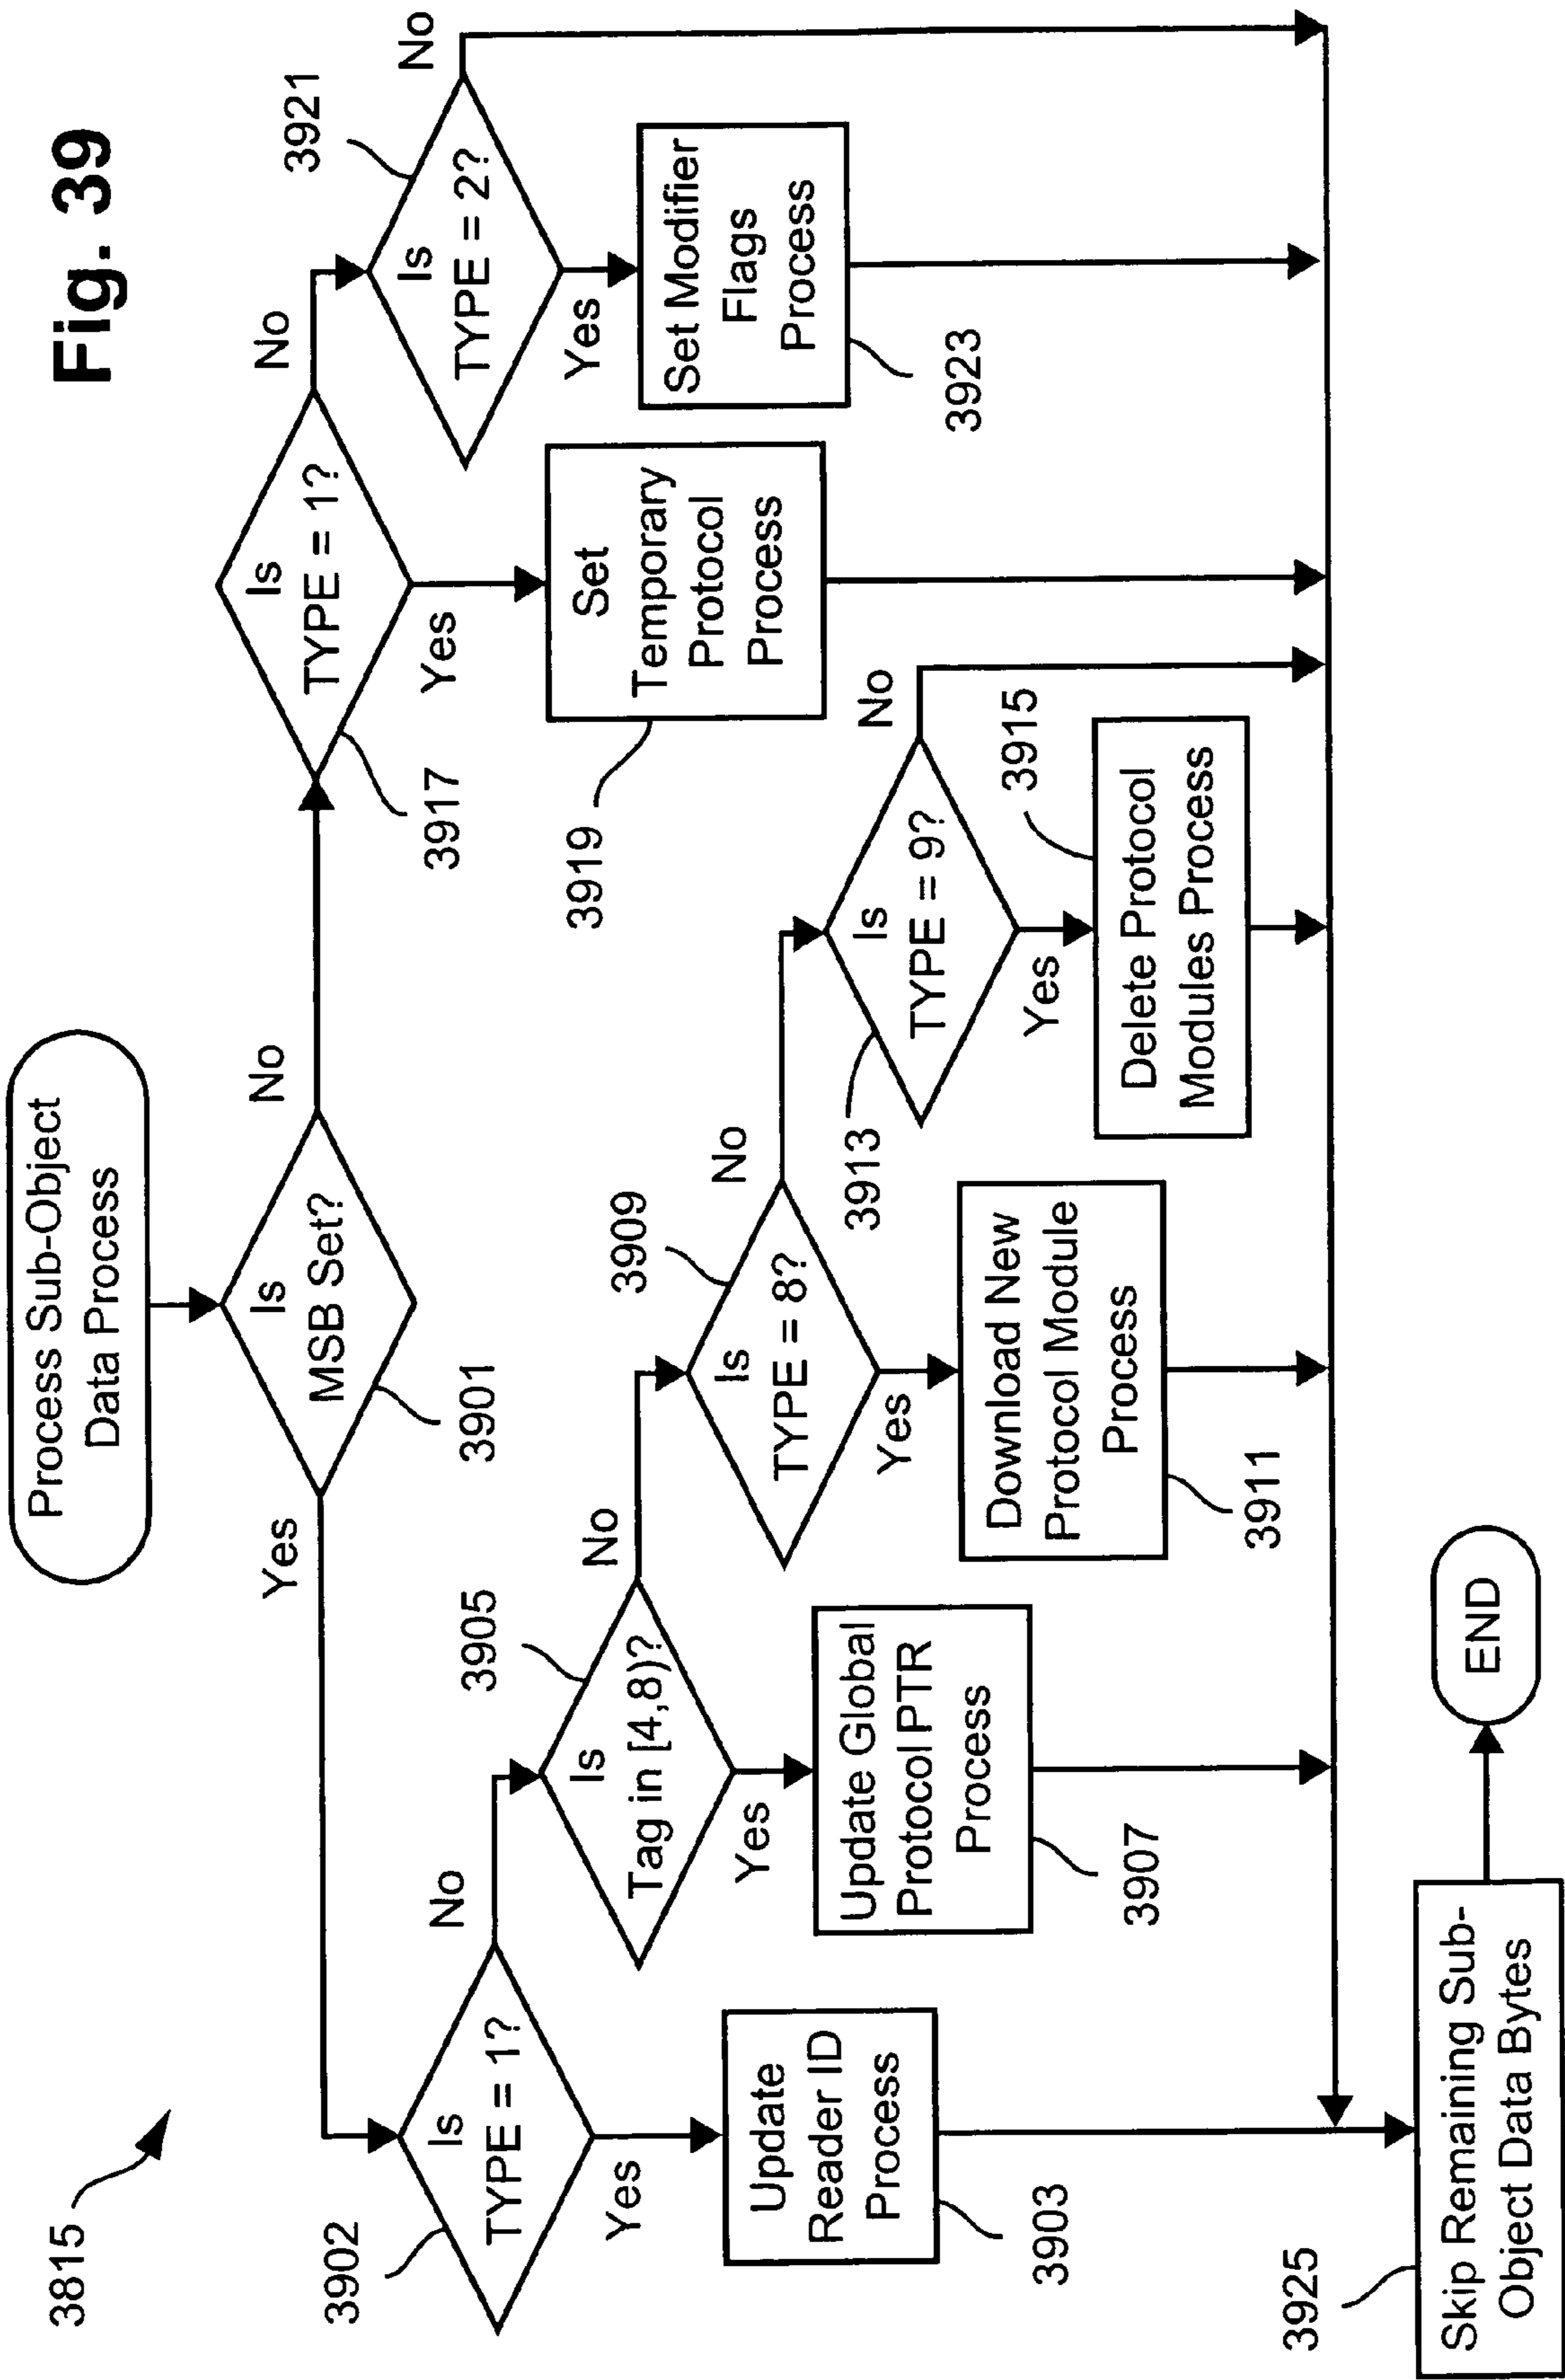 Fig. 39
3815
Process Sub-Object
Data Process
Is
MSB Set?
3901
Yes
No
3902
Is
TYPE = 1?
No
Yes
Update
Reader ID
Process
3903
3905
Is
Tag in [4,8)?
No
Yes
Update Global
Protocol PTR
Process
3907
3909
Is
TYPE = 8?
No
Yes
Download New
Protocol Module
Process
3911
3913
Is
TYPE = 9?
No
Yes
3915
Delete Protocol
Modules Process
3917
Is
TYPE = 1?
No
Yes
3919
Set
Temporary
Protocol
Process
3921
Is
TYPE = 2?
No
Yes
Set Modifier
Flags
Process
3923
3925
Skip Remaining Sub-
Object Data Bytes
END